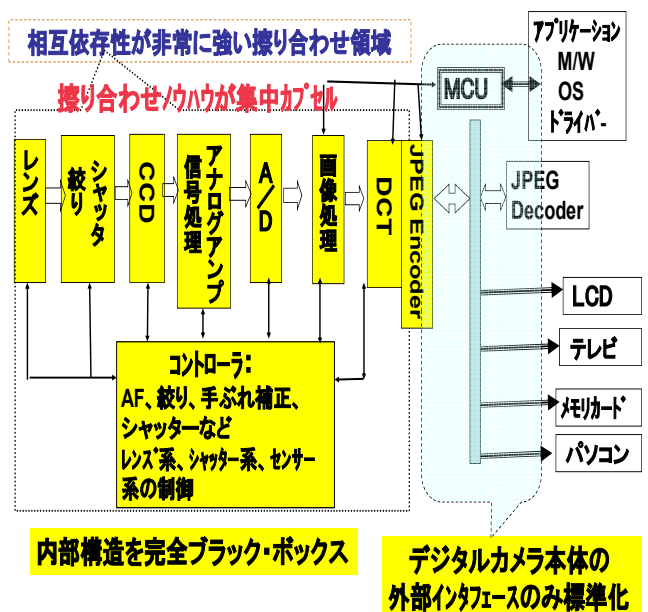 相互依存性が非常に強い擦り合わせ領域
擦り合わせﾉｳﾊｳが集中ｶﾌﾟｾﾙ
レンズ
シャッタ
絞り
CCD
アナログアンプ
信号処理
A/D
画像処理
DCT
JPEG Encoder
MCU
ｱﾌﾟﾘｹｰｼｮﾝ
M/W
OS
ﾄﾞﾗｲﾊﾞｰ
JPEG
Decoder
LCD
テレビ
ﾒﾓﾘｶｰﾄﾞ
パソコン
ｺﾝﾄﾛｰﾗ：
AF、絞り、手ぶれ補正、
シャッターなど
ﾚﾝｽﾞ系、ｼｬｯﾀｰ系、ｾﾝｻｰ
系の制御
内部構造を完全ブラック・ボックス
デジタルカメラ本体の
外部ｲﾝﾀﾌｪｰｽのみ標準化